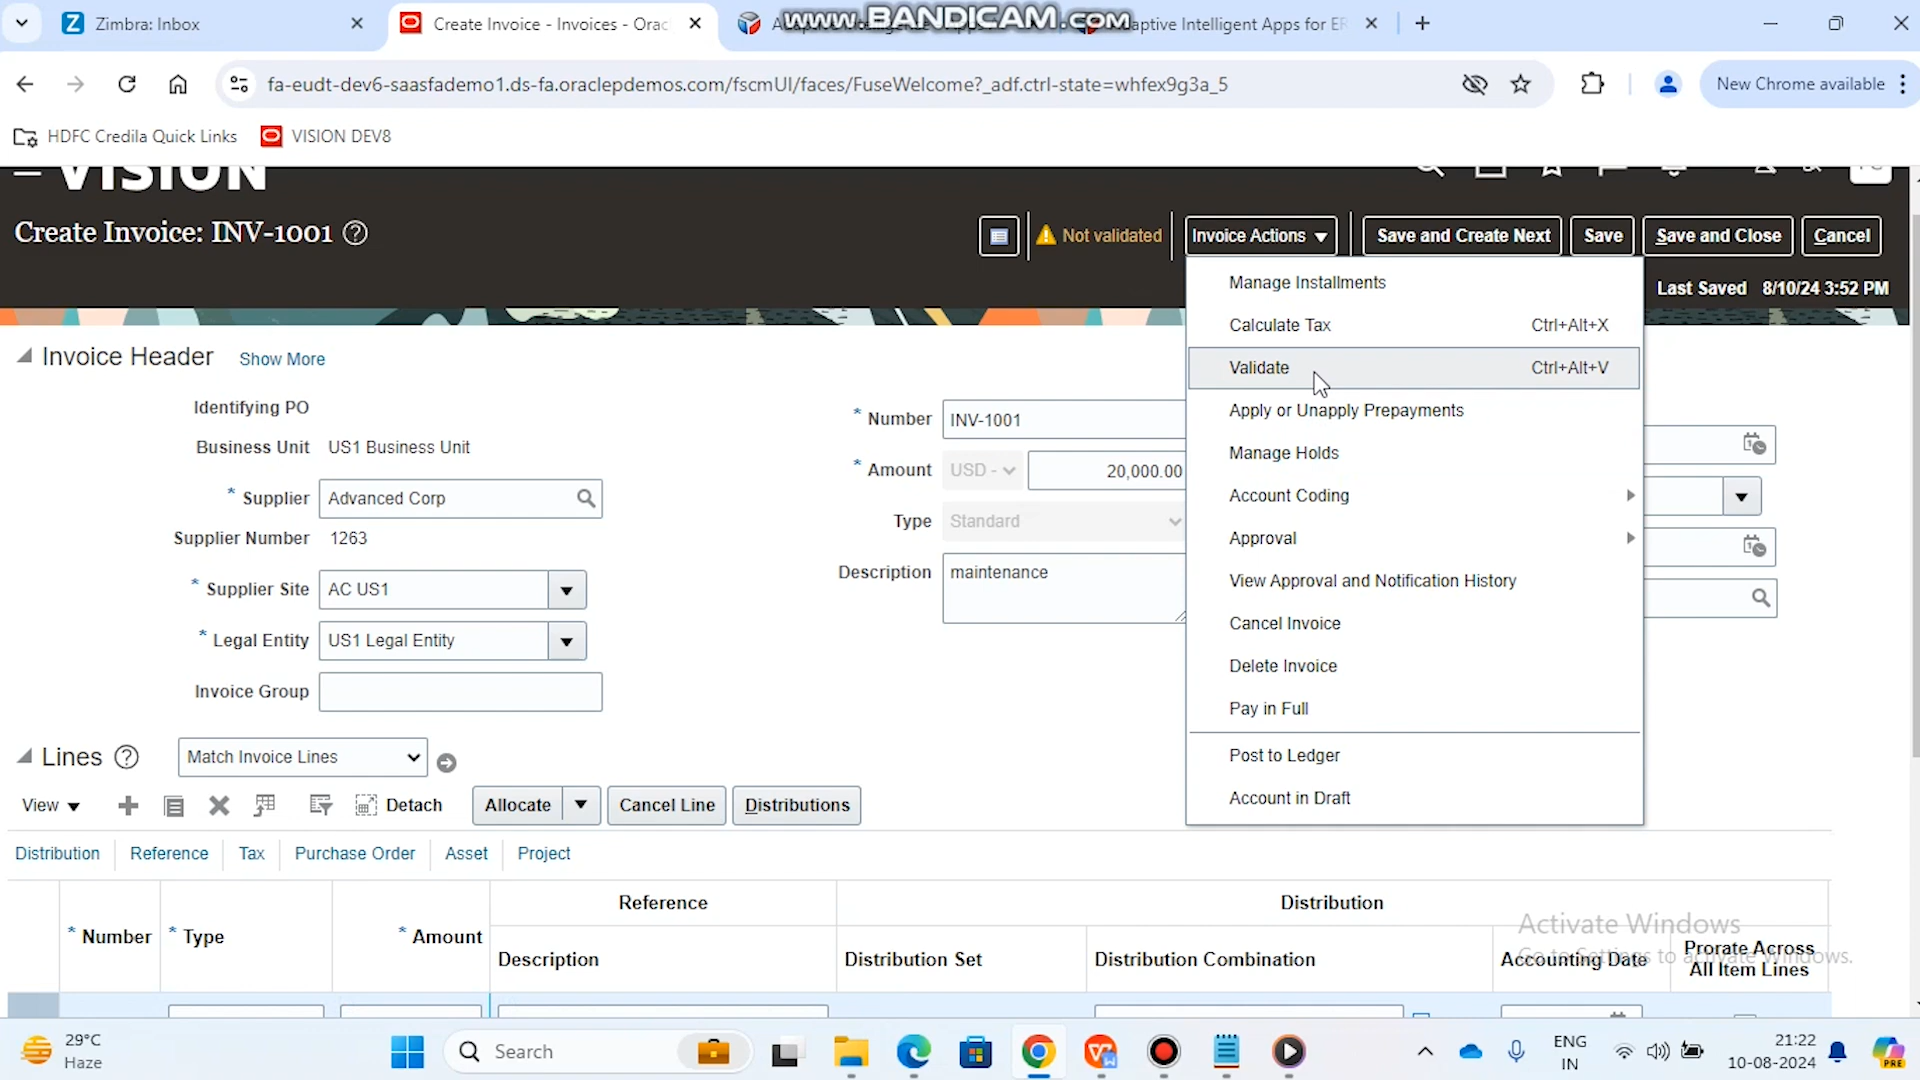 Zimbra: Inbox
Create Invoice - Invoices - Orac
www.BANDICAM.com
Adaptive Intelligent Apps for ER
fa-eudt-dev6-saasfademo1.ds-fa.oraclepdemos.com/fscmUI/faces/FuseWelcome?_adf.ctrl-state=whfex9g3a_5
New Chrome available
HDFC Credila Quick Links
VISION DEV8
VISION
Create Invoice: INV-1001
Not validated
Invoice Actions
Save and Create Next
Save
Save and Close
Cancel
Last Saved 8/10/24 3:52 PM
Manage Installments
Calculate Tax Ctrl+Alt+X
Validate Ctrl+Alt+V
Apply or Unapply Prepayments
Manage Holds
Account Coding
Approval
View Approval and Notification History
Cancel Invoice
Delete Invoice
Pay in Full
Post to Ledger
Account in Draft
Invoice Header Show More
Identifying PO
Business Unit US1 Business Unit
* Supplier Advanced Corp
Supplier Number 1263
* Supplier Site AC US1
* Legal Entity US1 Legal Entity
Invoice Group
* Number INV-1001
* Amount USD - 20,000.00
Type Standard
Description maintenance
Lines Match Invoice Lines
View
Detach
Allocate
Cancel Line
Distributions
Distribution Reference Tax Purchase Order Asset Project
Reference Distribution
* Number * Type * Amount
Description Distribution Set Distribution Combination Accounting Date
Prorate Across
All Item Lines
Activate Windows
Go to Settings to activate Windows.
29°C
Haze
Search
ENG
IN
21:22
10-08-2024
PRE